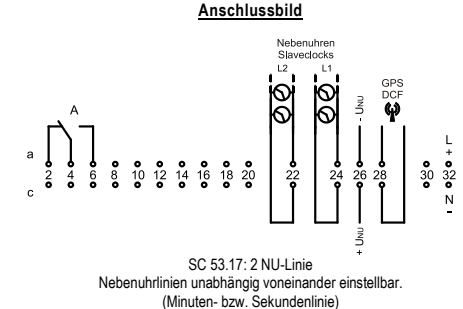 Anschlussbild
Nebenuhren
Slaveclocks
L2 L1
GPS
DCF
A
- UNU
L
+
a
2 4 6 8 10 12 14 16 18 20 22 24 26 28 30 32
c
N
-
+ UNU
SC 53.17: 2 NU-Linie
Nebenuhrlinien unabhängig voneinander einstellbar.
(Minuten- bzw. Sekundenlinie)